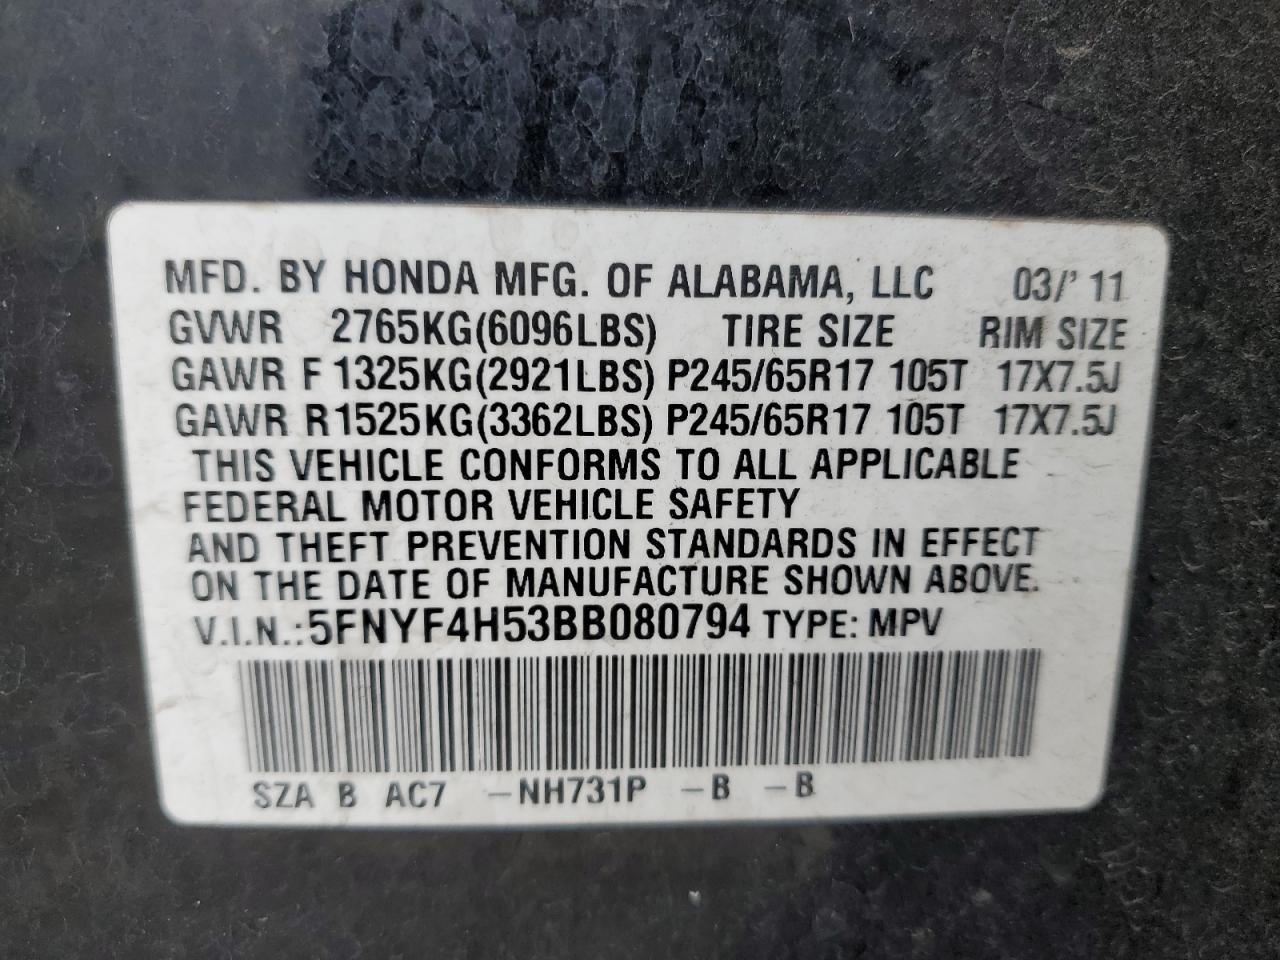 MFD. BY HONDA MFG. OF ALABAMA, LLC 03/' 11
GVWR 2765KG(6096LBS) TIRE SIZE RIM SIZE
GAWR F 1325KG(2921LBS) P245/65R17 105T 17X7.5J
GAWR R 1525KG(3362LBS) P245/65R17 105T 17X7.5J
THIS VEHICLE CONFORMS TO ALL APPLICABLE
FEDERAL MOTOR VEHICLE SAFETY
AND THEFT PREVENTION STANDARDS IN EFFECT
ON THE DATE OF MANUFACTURE SHOWN ABOVE.
V.I.N.:5FNYF4H53BB080794 TYPE: MPV
SZA B AC7 -NH731P -B -B